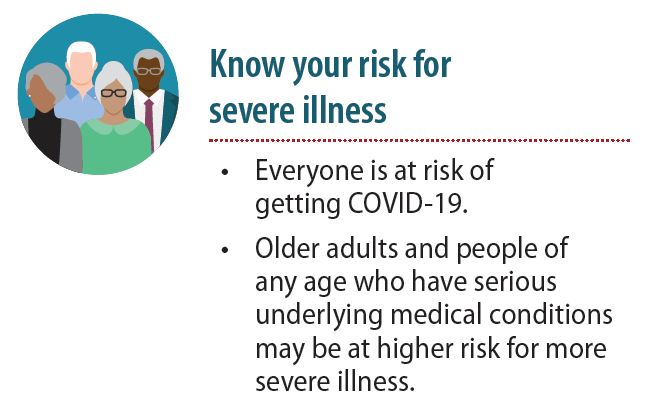 Know your risk for
severe illness
• Everyone is at risk of
getting COVID-19.
• Older adults and people of
any age who have serious
underlying medical conditions
may be at higher risk for more
severe illness.